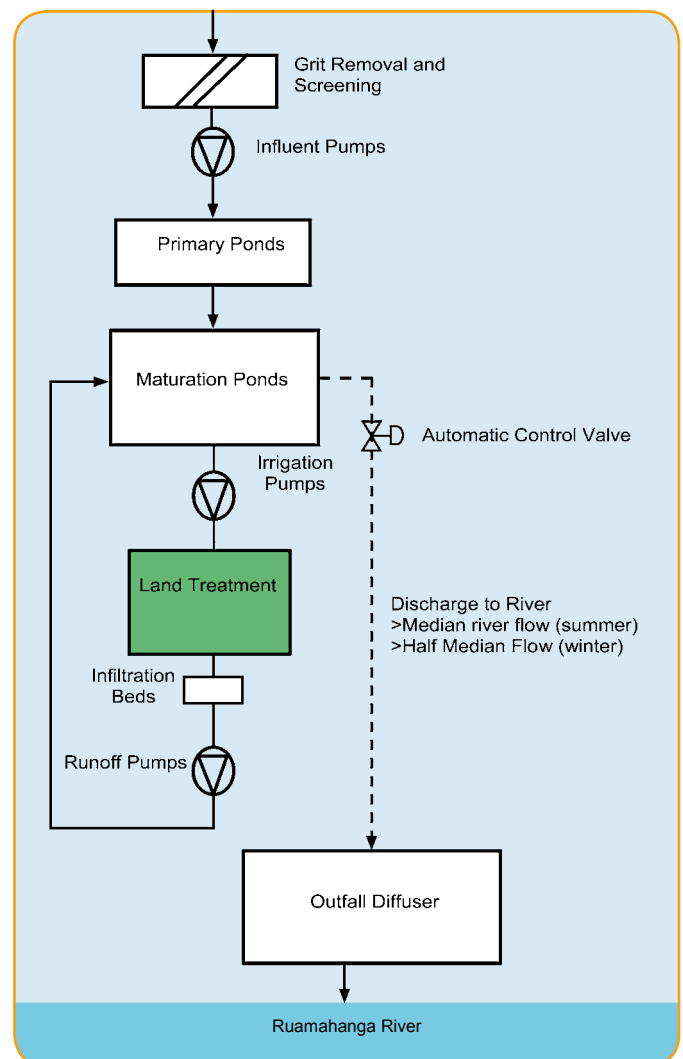 Grit Removal and
Screening
Influent Pumps
Primary Ponds
Maturation Ponds
Automatic Control Valve
Irrigation
Pumps
Land Treatment
Discharge to River
>Median river flow (summer)
>Half Median Flow (winter)
Infiltration
Beds
Runoff Pumps
Outfall Diffuser
Ruamahanga River